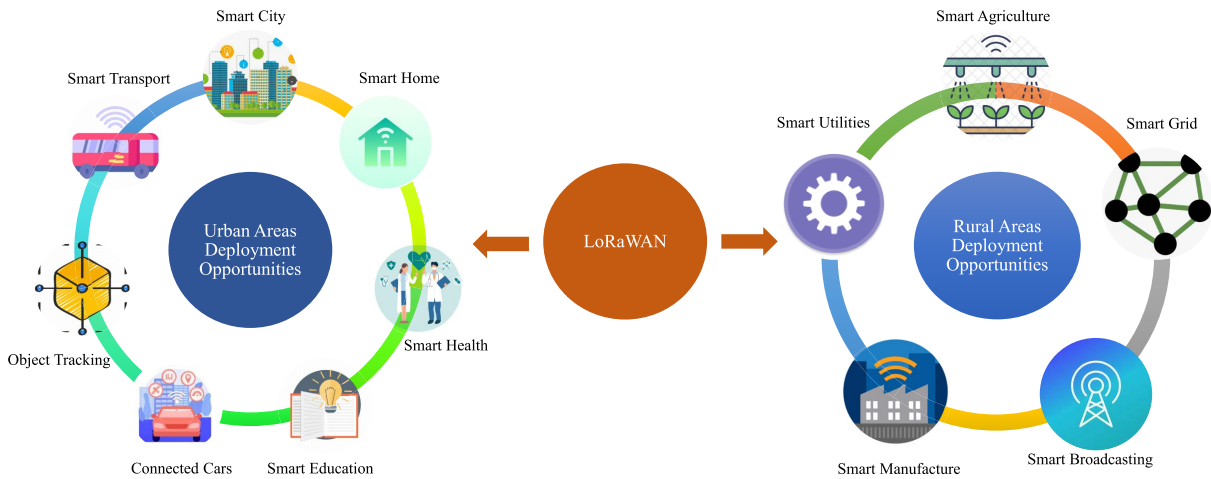 Smart City
Smart Transport
Smart Home
Urban Areas
Deployment
Opportunities
Object Tracking
Smart Health
Connected Cars
Smart Education
LoRaWAN
Smart Agriculture
Smart Utilities
Smart Grid
Rural Areas
Deployment
Opportunities
Smart Manufacture
Smart Broadcasting